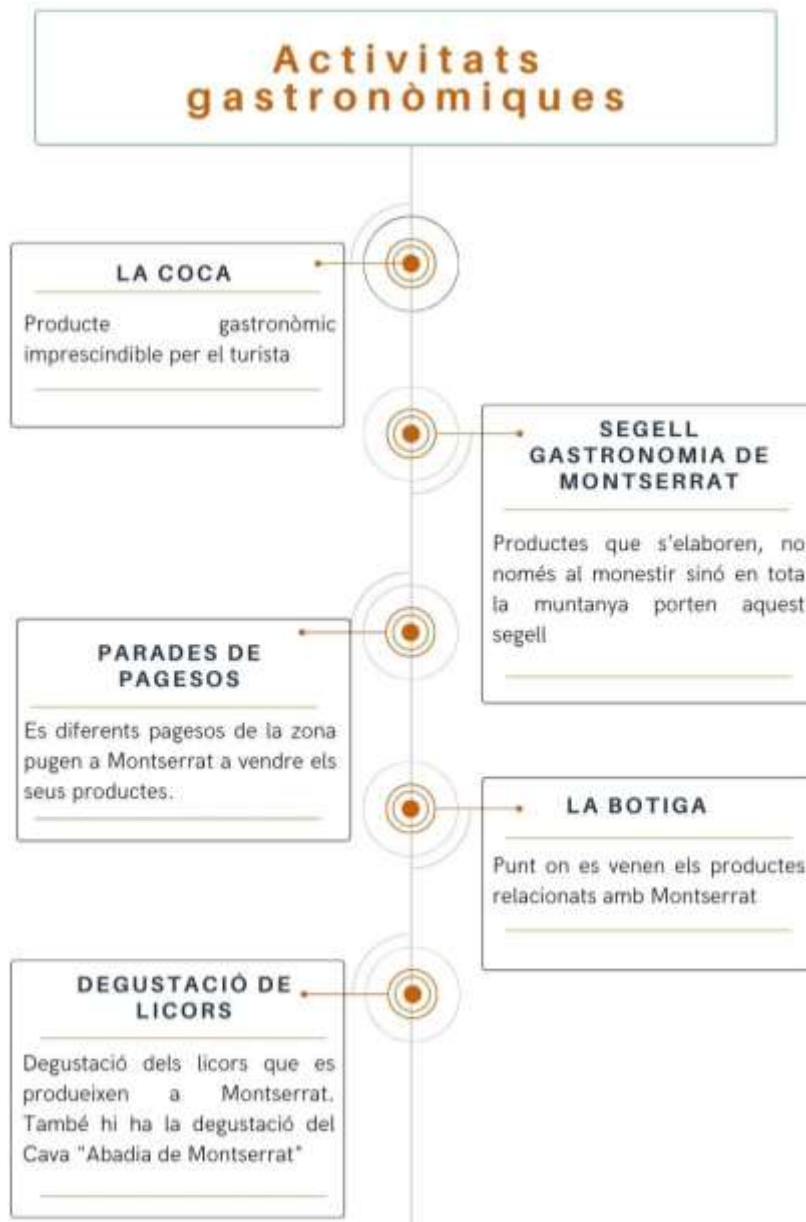 Activitats
gastronòmiques
LA COCA
Producte gastronòmic
imprescindible per el turista
SEGELL
GASTRONOMIA DE
MONTSERRAT
Productes que s'elaboren, no
només al monestir sinó en tota
la muntanya porten aquest
segell
PARADES DE
PAGESOS
Es diferents pagesos de la zona
pugen a Montserrat a vendre els
seus productes.
LA BOTIGA
Punt on es venen els productes
relacionats amb Montserrat
DEGUSTACIÓ DE
LICORS
Degustació dels licors que es
produeixen a Montserrat.
També hi ha la degustació del
Cava "Abadia de Montserrat"